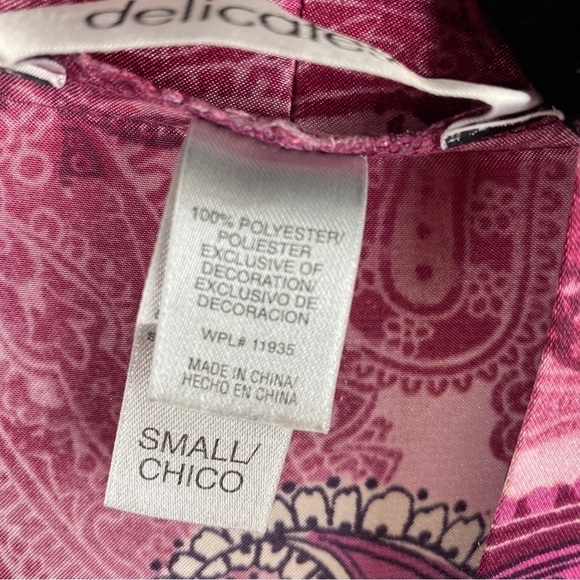 delicates
100% POLYESTER/
POLIESTER
EXCLUSIVE OF
DECORATION/
EXCLUSIVO DE
DECORACION
WPL# 11935
MADE IN CHINA/
HECHO EN CHINA
SMALL/
CHICO